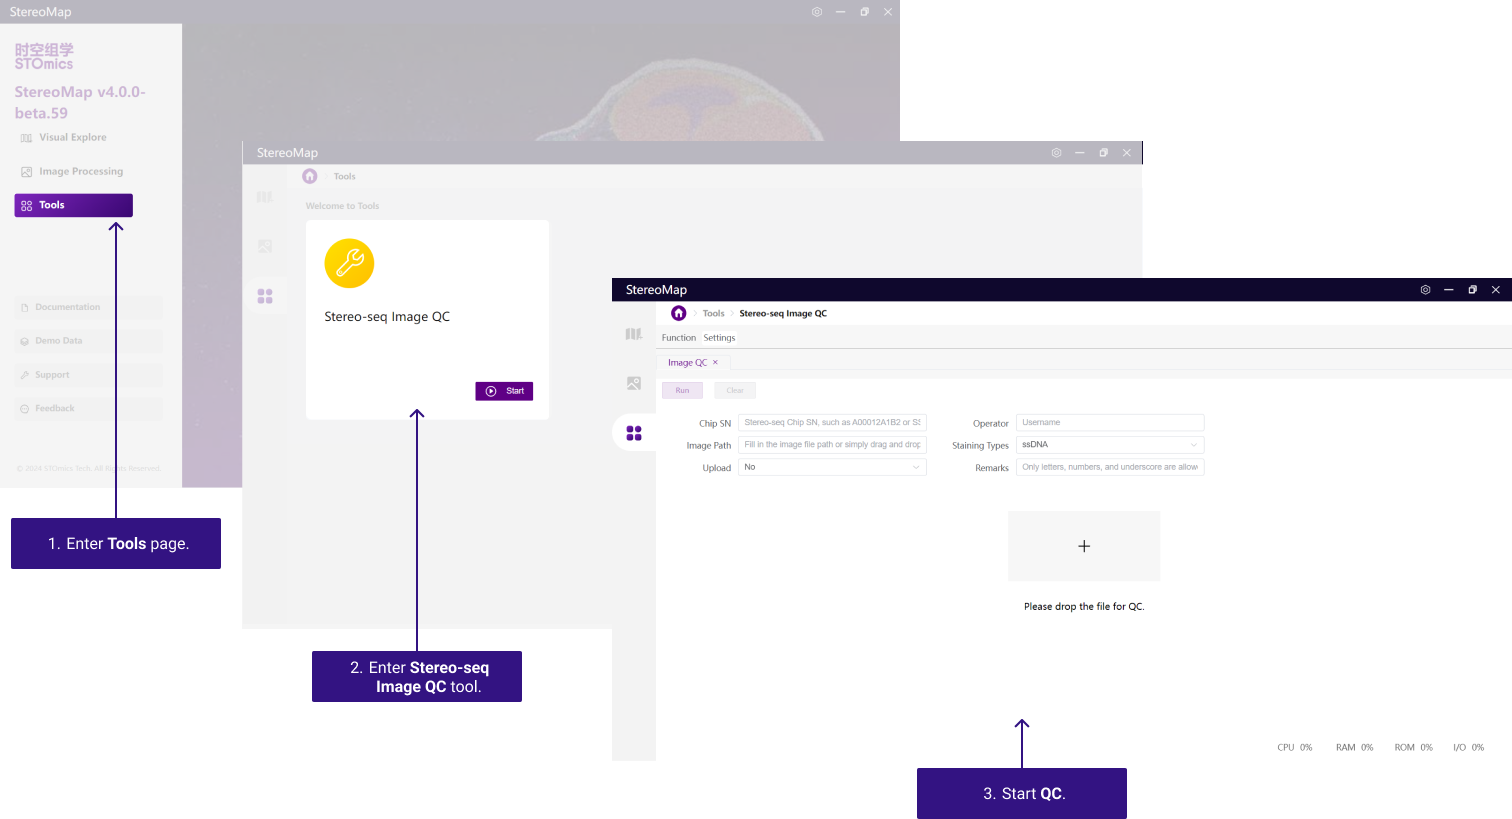 StereoMap
时空组学
STOmics
StereoMap v4.0.0-
beta.59
Visual Explore
Image Processing
Tools
Documentation
Demo Data
Support
Feedback
© 2024 STOmics Tech. All Rights Reserved.
1. Enter Tools page.
StereoMap
Tools
Welcome to Tools
Stereo-seq Image QC
Start
2. Enter Stereo-seq
Image QC tool.
StereoMap
Tools > Stereo-seq Image QC
Function Settings
Image QC ×
Run Clear
Chip SN Stereo-seq Chip SN, such as A00012A1B2 or SS
Operator Username
Image Path Fill in the image file path or simply drag and drop
Staining Types ssDNA
Upload No
Remarks Only letters, numbers, and underscore are allow
+
Please drop the file for QC.
CPU 0% RAM 0% ROM 0% I/O 0%
3. Start QC.